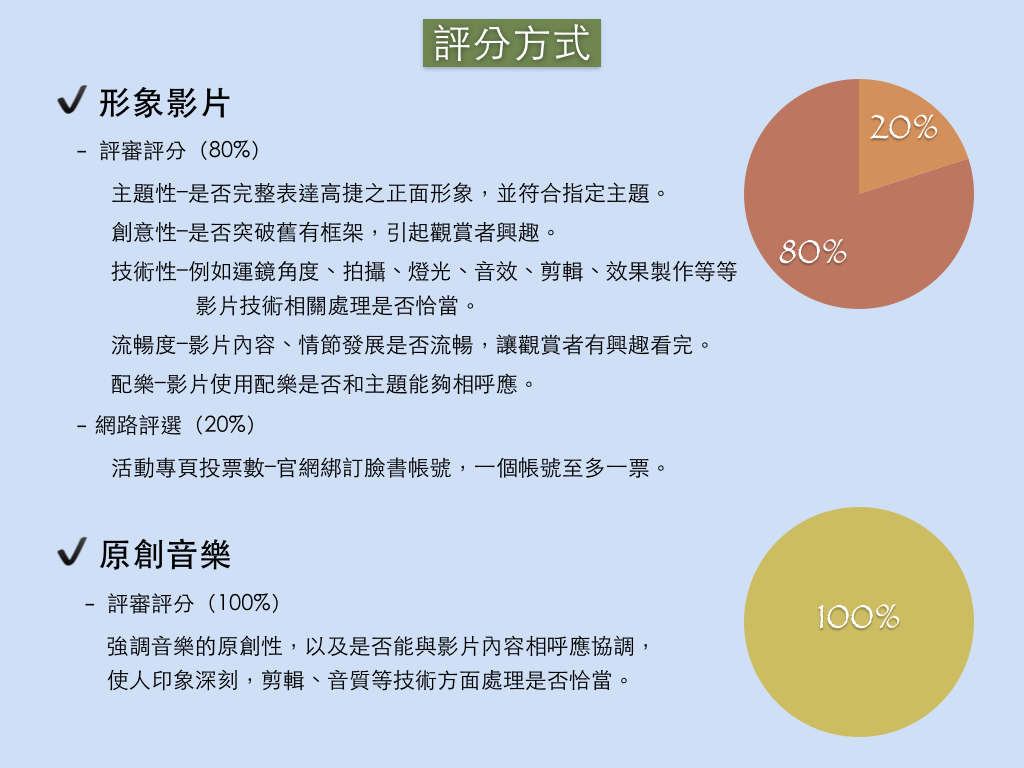 評分方式
形象影片
- 評審評分（80%）
主題性-是否完整表達高捷之正面形象，並符合指定主題。
創意性-是否突破舊有框架，引起觀賞者興趣。
技術性-例如運鏡角度、拍攝、燈光、音效、剪輯、效果製作等等
影片技術相關處理是否恰當。
流暢度-影片內容、情節發展是否流暢，讓觀賞者有興趣看完。
配樂-影片使用配樂是否和主題能夠相呼應。
- 網路評選（20%）
活動專頁投票數-官網綁訂臉書帳號，一個帳號至多一票。
20%
80%
原創音樂
- 評審評分（100%）
強調音樂的原創性，以及是否能與影片內容相呼應協調，
使人印象深刻，剪輯、音質等技術方面處理是否恰當。
100%